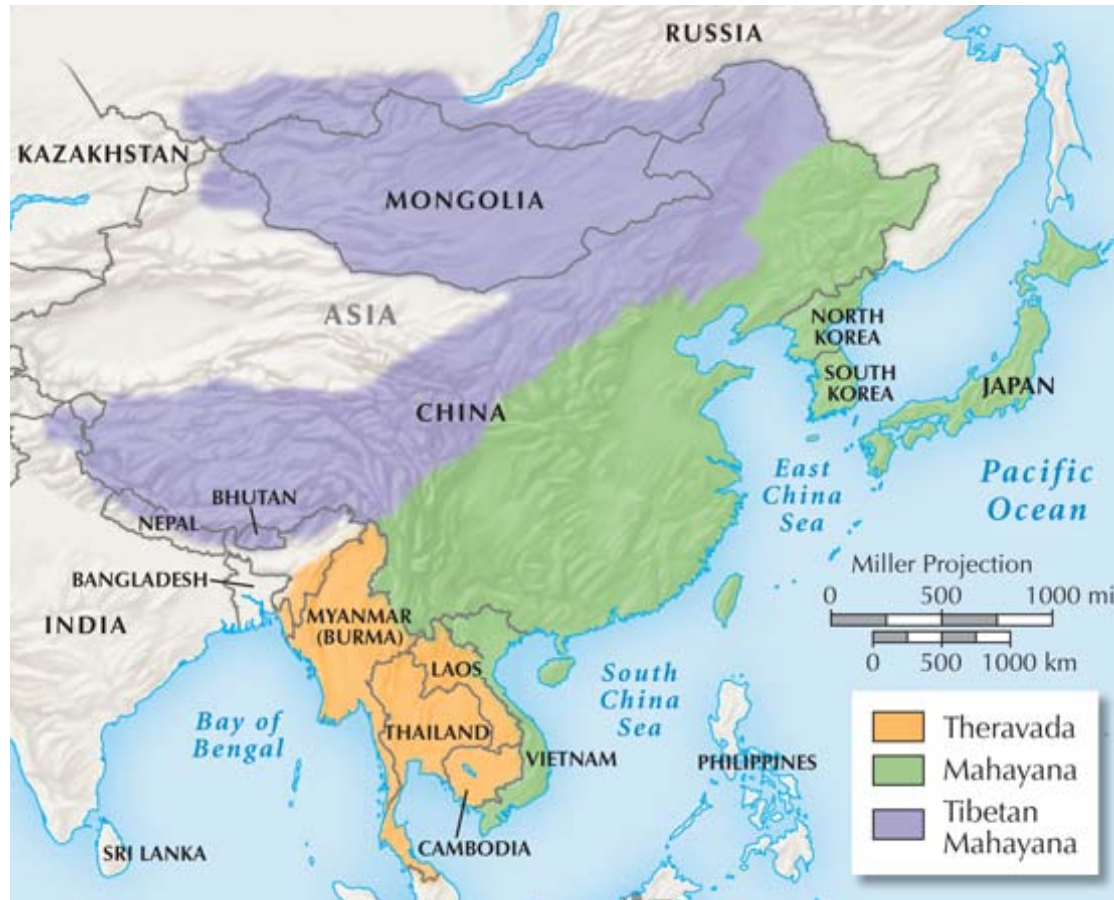 RUSSIA
KAZAKHSTAN
MONGOLIA
ASIA
NORTH
KOREA
SOUTH
KOREA
JAPAN
CHINA
East
China
Sea
Pacific
Ocean
BHUTAN
NEPAL
BANGLADESH
INDIA
MYANMAR
(BURMA)
LAOS
South
China
Sea
Bay of
Bengal
THAILAND
VIETNAM
PHILIPPINES
CAMBODIA
SRI LANKA
Miller Projection
0 500 1000 mi
0 500 1000 km
Theravada
Mahayana
Tibetan
Mahayana